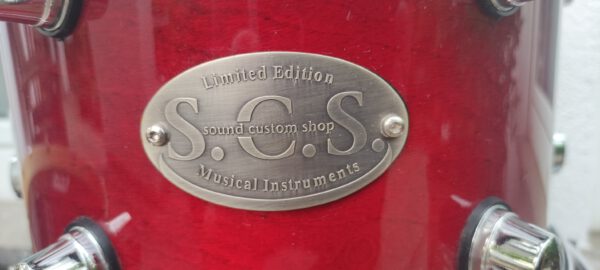 Limited Edition
S.C.S.
sound custom shop
Musical Instruments